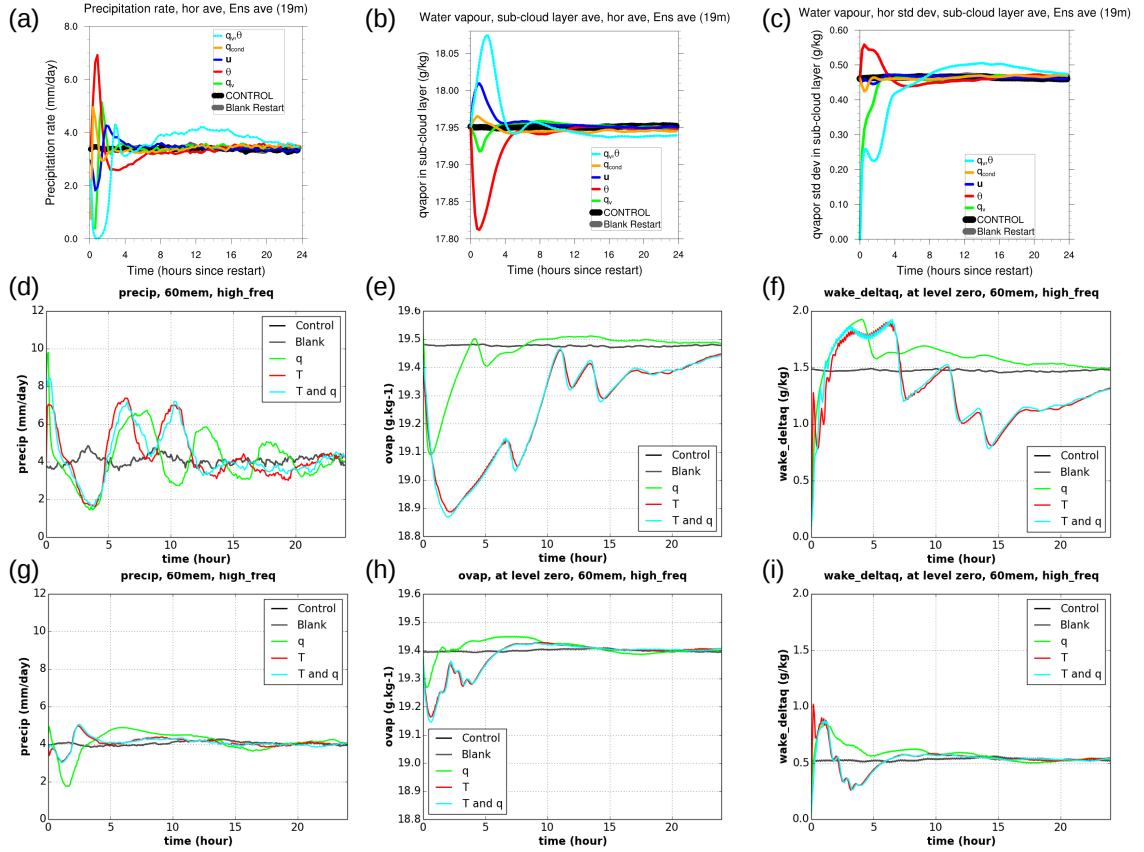 (a)
Precipitation rate, hor ave, Ens ave (19m)
Precipitation rate (mm/day)
8.0
6.0
4.0
2.0
0.0
qᵥ,θ
q_cond
u
θ
qᵥ
CONTROL
Blank Restart
0 4 8 12 16 20 24
Time (hours since restart)
(b)
Water vapour, sub-cloud layer ave, hor ave, Ens ave (19m)
qvapor in sub-cloud layer (g/kg)
18.05
18.00
17.95
17.90
17.85
17.80
qᵥ,θ
q_cond
u
θ
qᵥ
CONTROL
Blank Restart
0 4 8 12 16 20 24
Time (hours since restart)
(c)
Water vapour, hor std dev, sub-cloud layer ave, Ens ave (19m)
qvapor std dev in sub-cloud layer (g/kg)
0.60
0.50
0.40
0.30
0.20
0.10
0.00
qᵥ,θ
q_cond
u
θ
qᵥ
CONTROL
Blank Restart
0 4 8 12 16 20 24
Time (hours since restart)
(d)
precip, 60mem, high_freq
precip (mm/day)
12
10
8
6
4
2
0
Control
Blank
q
T
T and q
0 5 10 15 20
time (hour)
(e)
ovap, at level zero, 60mem, high_freq
ovap (g.kg-1)
19.6
19.5
19.4
19.3
19.2
19.1
19.0
18.9
18.8
Control
Blank
q
T
T and q
0 5 10 15 20
time (hour)
(f)
wake_deltaq, at level zero, 60mem, high_freq
wake_deltaq (g/kg)
2.0
1.5
1.0
0.5
0.0
Control
Blank
q
T
T and q
0 5 10 15 20
time (hour)
(g)
precip, 60mem, high_freq
precip (mm/day)
12
10
8
6
4
2
0
Control
Blank
q
T
T and q
0 5 10 15 20
time (hour)
(h)
ovap, at level zero, 60mem, high_freq
ovap (g.kg-1)
19.6
19.5
19.4
19.3
19.2
19.1
19.0
18.9
18.8
Control
Blank
q
T
T and q
0 5 10 15 20
time (hour)
(i)
wake_deltaq, at level zero, 60mem, high_freq
wake_deltaq (g/kg)
2.0
1.5
1.0
0.5
0.0
Control
Blank
q
T
T and q
0 5 10 15 20
time (hour)